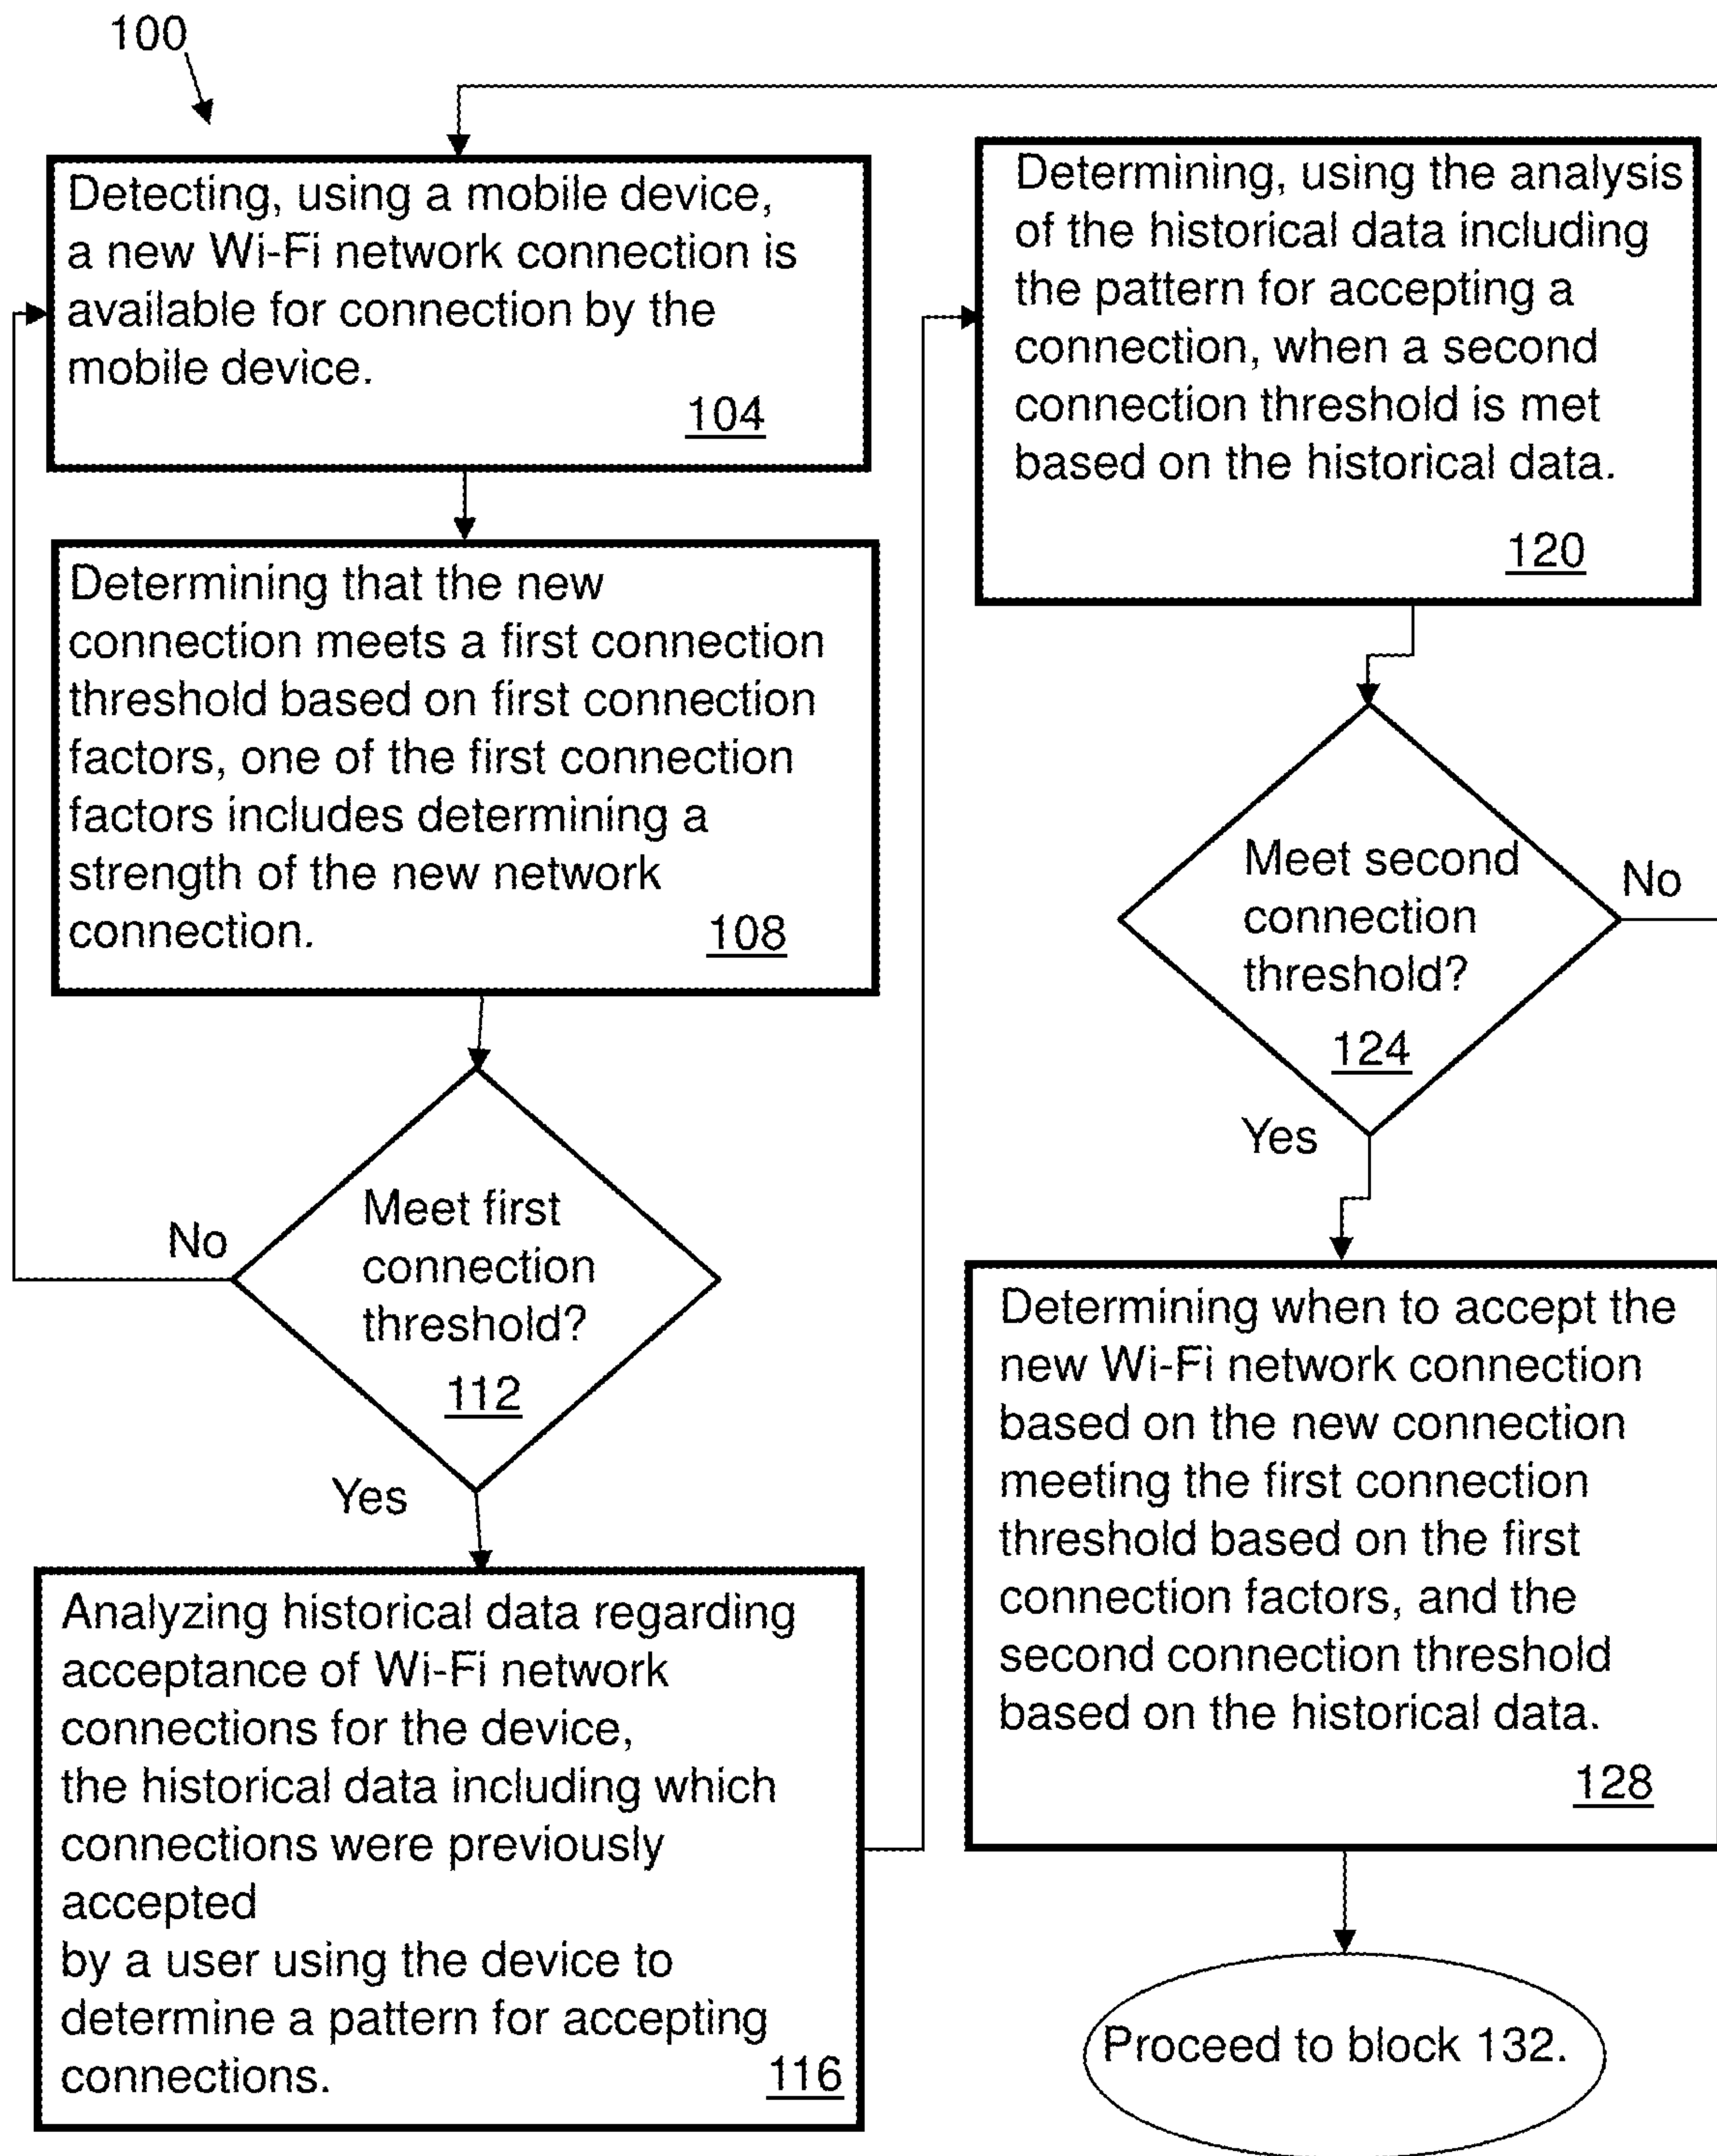 100
Detecting, using a mobile device,
a new Wi-Fi network connection is
available for connection by the
mobile device.
104
Determining that the new
connection meets a first connection
threshold based on first connection
factors, one of the first connection
factors includes determining a
strength of the new network
connection.
108
Meet first
connection
threshold?
112
No
Yes
Analyzing historical data regarding
acceptance of Wi-Fi network
connections for the device,
the historical data including which
connections were previously
accepted
by a user using the device to
determine a pattern for accepting
connections.
116
Determining, using the analysis
of the historical data including
the pattern for accepting a
connection, when a second
connection threshold is met
based on the historical data.
120
Meet second
connection
threshold?
124
No
Yes
Determining when to accept the
new Wi-Fi network connection
based on the new connection
meeting the first connection
threshold based on the first
connection factors, and the
second connection threshold
based on the historical data.
128
Proceed to block 132.